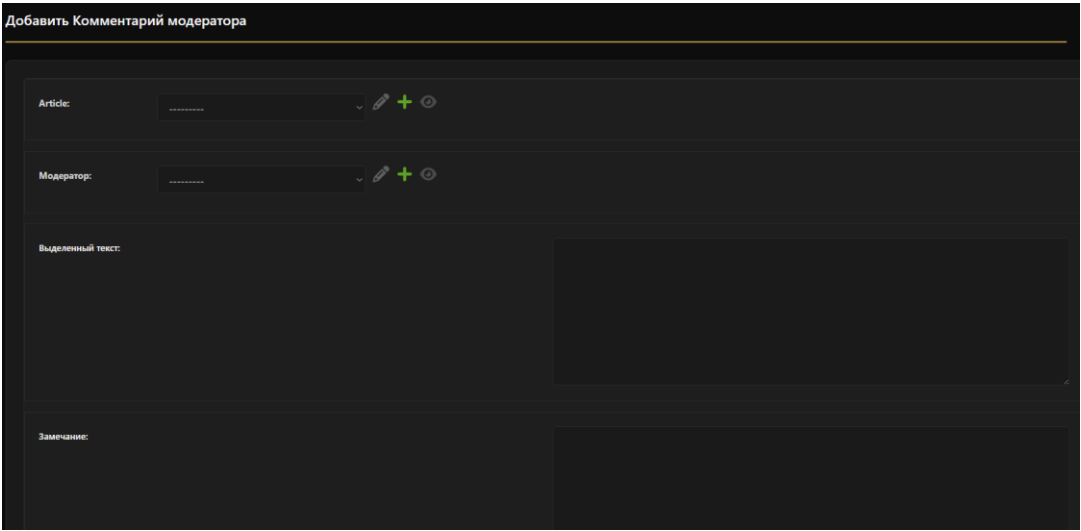 Добавить Комментарий модератора
Article:
---------
Модератор:
---------
Выделенный текст:
Замечание: